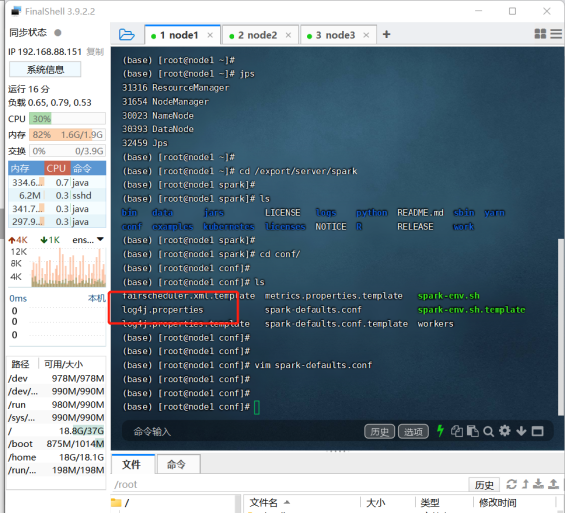 FinalShell 3.9.2.2
同步状态
1 node1 × 2 node2 × 3 node3 × +
IP 192.168.88.151 复制
系统信息
运行 16 分
负载 0.65, 0.79, 0.53
CPU 30%
内存 82% 1.6G/1.9G
交换 0% 0/3.9G
内存 CPU 命令
334.6... 0.7 java
6.2M 0.3 sshd
341.7... 0.3 java
297.9... 0.3 java
4K 1K ens...
12K
8K
4K
0ms 本机
0
0
0
路径 可用/大小
/dev 978M/978M
/dev/... 990M/990M
/run 980M/990M
/sys/... 990M/990M
/ 18.8G/37G
/boot 875M/1014M
/home 18G/18.1G
/run/... 198M/198M
(base) [root@node1 ~]#
(base) [root@node1 ~]# jps
31316 ResourceManager
31654 NodeManager
30023 NameNode
30393 DataNode
32459 Jps
(base) [root@node1 ~]#
(base) [root@node1 ~]# cd /export/server/spark
(base) [root@node1 spark]#
(base) [root@node1 spark]# ls
bin data jars LICENSE logs python README.md sbin yarn
conf examples kubernetes licenses NOTICE R RELEASE work
(base) [root@node1 spark]#
(base) [root@node1 spark]# cd conf/
(base) [root@node1 conf]#
(base) [root@node1 conf]# ls
fairscheduler.xml.template metrics.properties.template spark-env.sh
log4j.properties spark-defaults.conf spark-env.sh.template
log4j.properties.template spark-defaults.conf.template workers
(base) [root@node1 conf]#
(base) [root@node1 conf]#
(base) [root@node1 conf]# vim spark-defaults.conf
(base) [root@node1 conf]#
(base) [root@node1 conf]#
(base) [root@node1 conf]#
命令输入 历史 选项
文件 命令
/root 历史
/ 文件名 大小 类型 修改时间